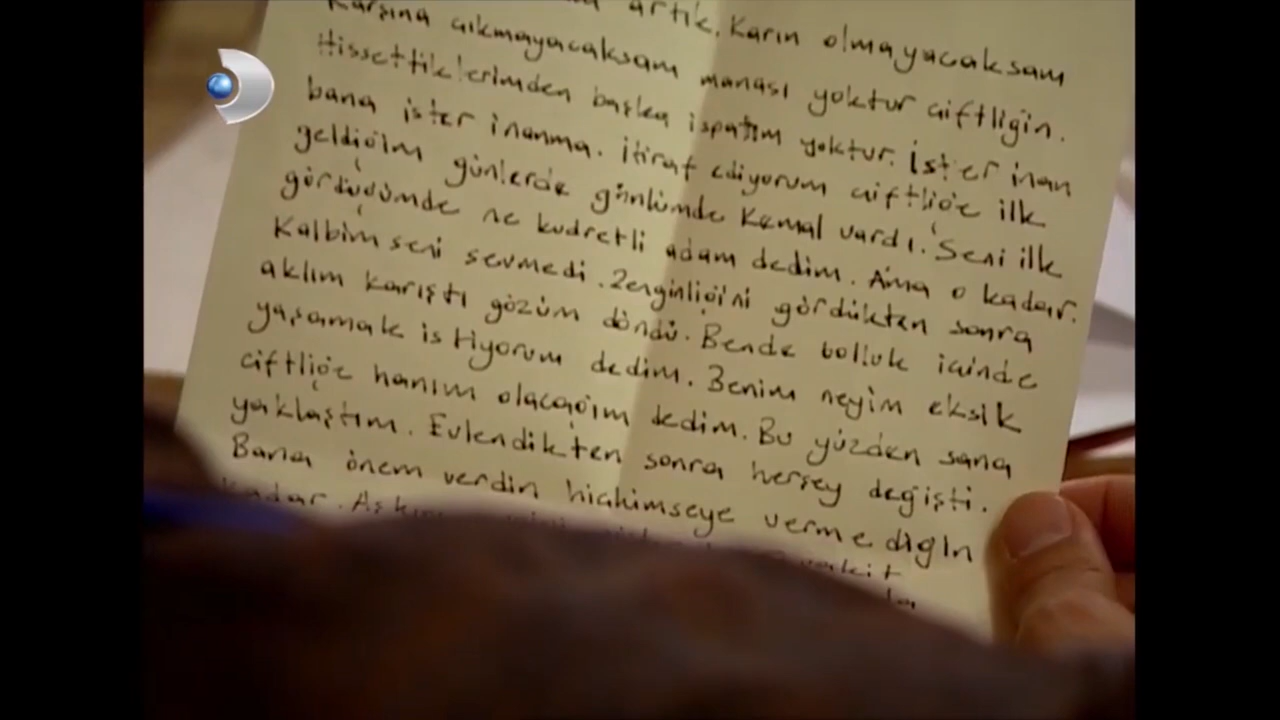 artık. Karın olmayacaksam
Karşına çıkmayacaksam manası yoktur çiftligin.
Hissettiklerimden başka ispatım yoktur. İster inan
bana ister inanma. İtiraf ediyorum çiftliğe ilk
geldiğim günlerde gönlümde Kemal vardı. Seni ilk
gördüğümde ne kudretli adam dedim. Ama o kadar.
Kalbim seni sevmedi. Zenginliğini gördükten sonra
aklım karıştı gözüm döndü. Bende bolluk içinde
yaşamak istiyorum dedim. Benim neyim eksik
çiftliğe hanım olacağım dedim. Bu yüzden sana
yaklaştım. Evlendikten sonra herşey değişti.
Bana önem verdin hiçkimseye vermedigin
kadar.